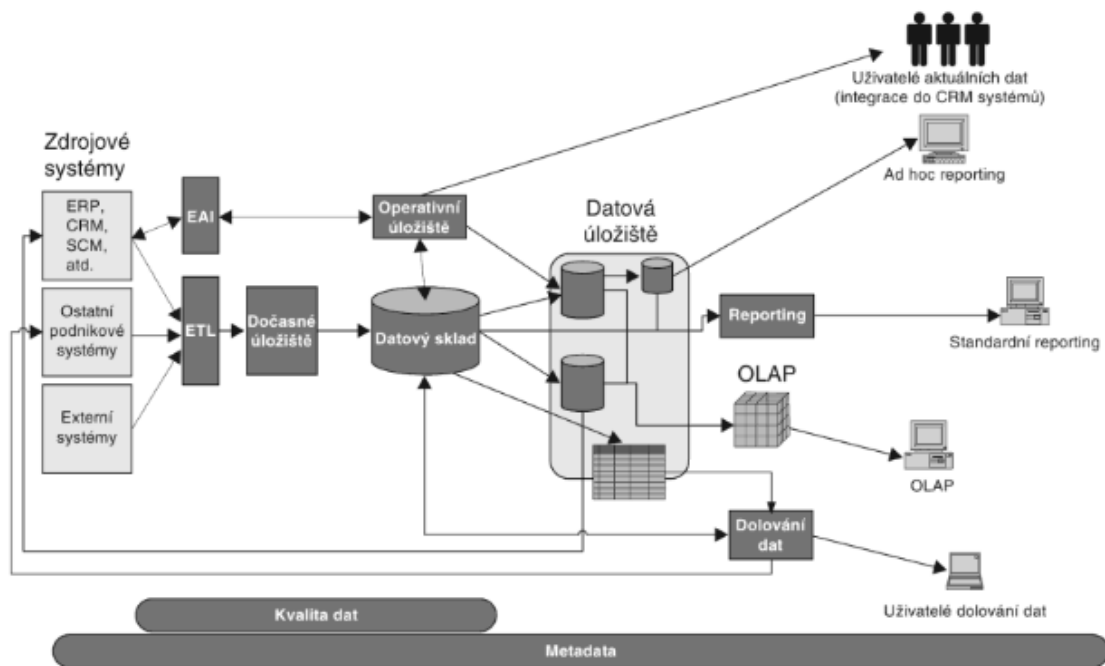 Uživatelé aktuálních dat
(integrace do CRM systémů)
Zdrojové
systémy
Ad hoc reporting
ERP,
CRM,
SCM,
atd.
EAI
Operativní
úložiště
Datová
úložiště
Ostatní
podnikové
systémy
ETL
Dočasné
úložiště
Datový sklad
Reporting
Standardní reporting
OLAP
Externí
systémy
OLAP
Dolování
dat
Uživatelé dolování dat
Kvalita dat
Metadata